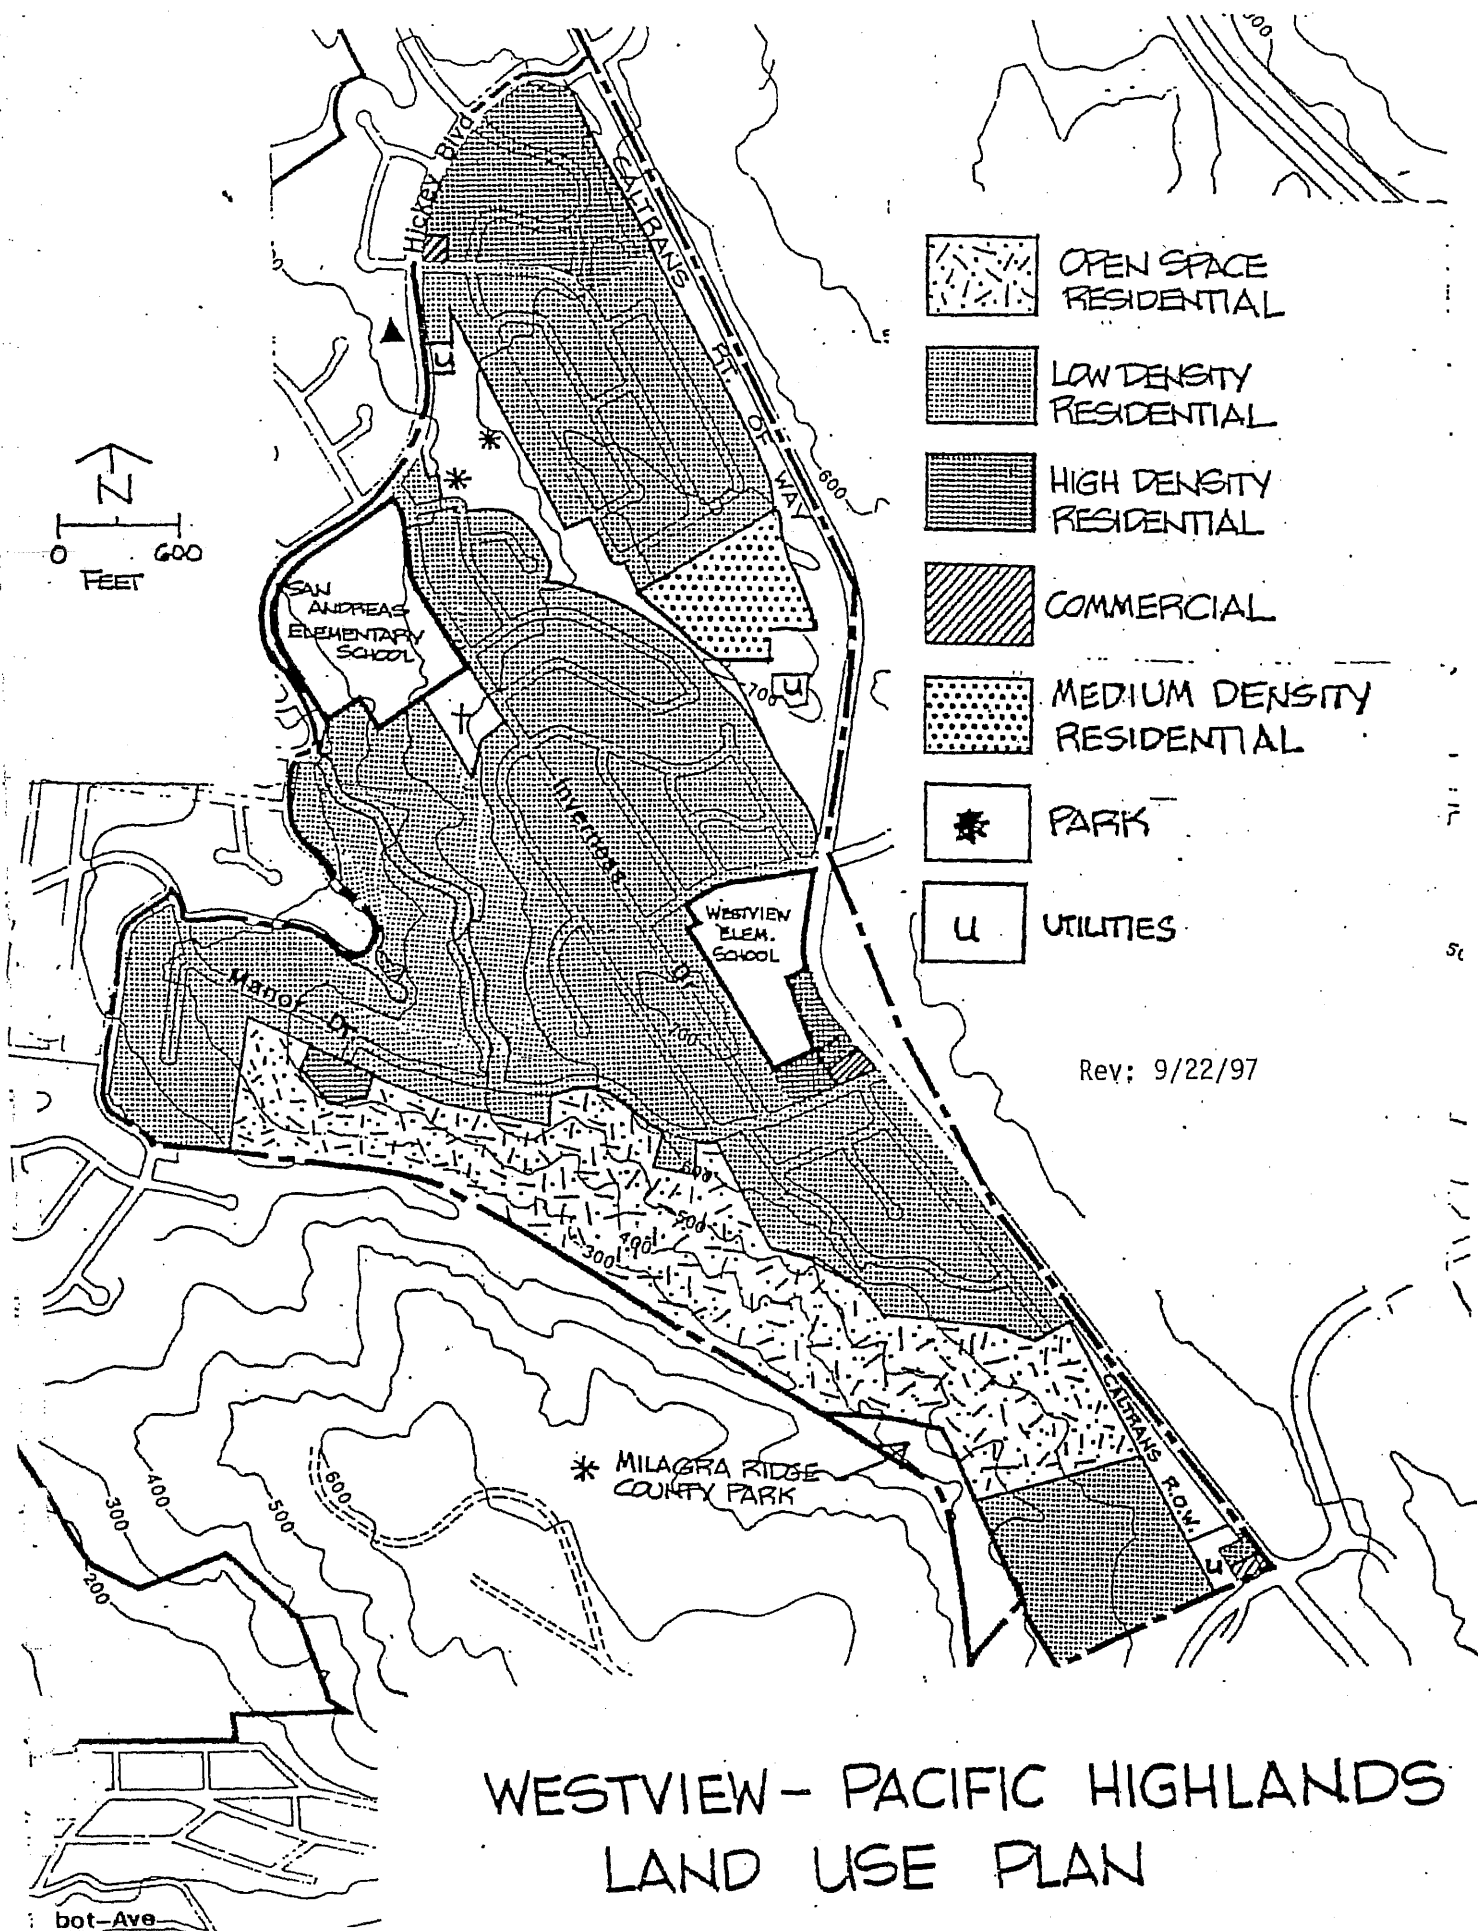 Hickey Blvd
CALTRANS
RT. OF WAY
600
U
N
0 600
FEET
SAN
ANDREAS
ELEMENTARY
SCHOOL
700
U
Inverness
Dr
WESTVIEW
ELEM.
SCHOOL
Manor Dr.
700
600
500
400
300
CALTRANS R.O.W.
U
MILAGRA RIDGE
COUNTY PARK
600
500
400
300
200
bot-Ave
OPEN SPACE
RESIDENTIAL
LOW DENSITY
RESIDENTIAL
HIGH DENSITY
RESIDENTIAL
COMMERCIAL
MEDIUM DENSITY
RESIDENTIAL
PARK
U UTILITIES
Rev: 9/22/97
WESTVIEW – PACIFIC HIGHLANDS
LAND USE PLAN